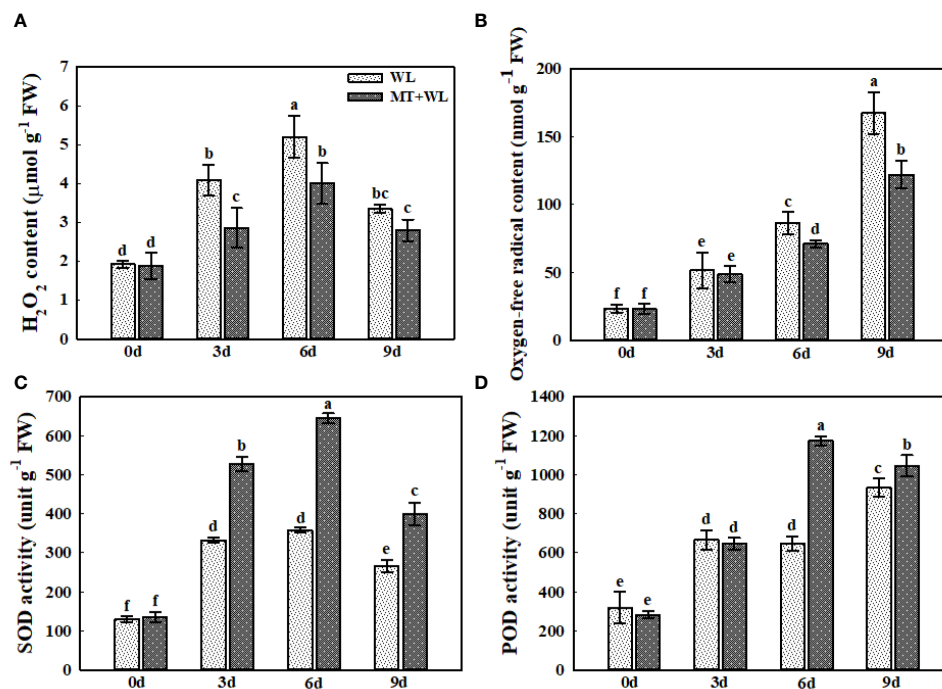 A
H₂O₂ content (μmol g⁻¹ FW)
7
6
5
4
3
2
1
0
WL
MT+WL
d
d
b
c
a
b
bc
c
0d
3d
6d
9d
B
Oxygen-free radical content (nmol g⁻¹ FW)
200
150
100
50
0
f
f
e
e
c
d
a
b
0d
3d
6d
9d
C
SOD activity (unit g⁻¹ FW)
700
600
500
400
300
200
100
0
f
f
d
b
d
a
e
c
0d
3d
6d
9d
D
POD activity (unit g⁻¹ FW)
1400
1200
1000
800
600
400
200
0
e
e
d
d
d
a
c
b
0d
3d
6d
9d